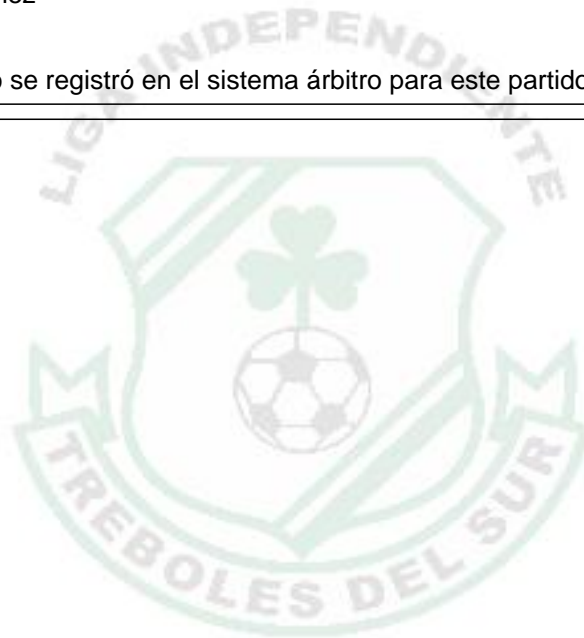 LIGA INDEPENDIENTE
se registró en el sistema árbitro para este partido
TREBOLES DEL SUR